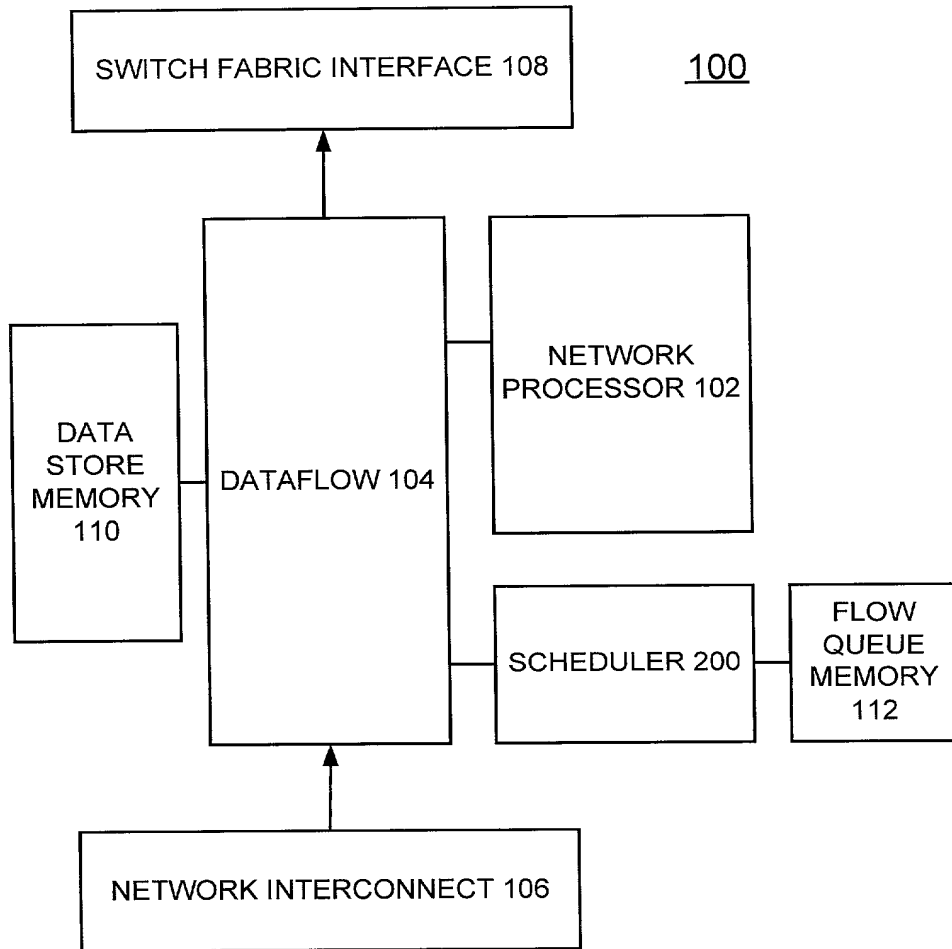 SWITCH FABRIC INTERFACE 108
100
NETWORK
PROCESSOR 102
DATA
STORE
MEMORY
110
DATAFLOW 104
SCHEDULER 200
FLOW
QUEUE
MEMORY
112
NETWORK INTERCONNECT 106